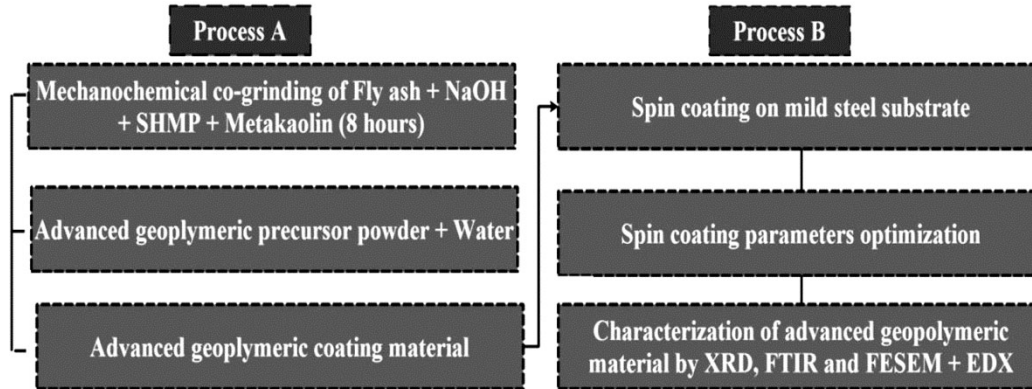 Process A
Mechanochemical co-grinding of Fly ash + NaOH
+ SHMP + Metakaolin (8 hours)
Advanced geoplymeric precursor powder + Water
Advanced geoplymeric coating material
Process B
Spin coating on mild steel substrate
Spin coating parameters optimization
Characterization of advanced geopolymeric
material by XRD, FTIR and FESEM + EDX